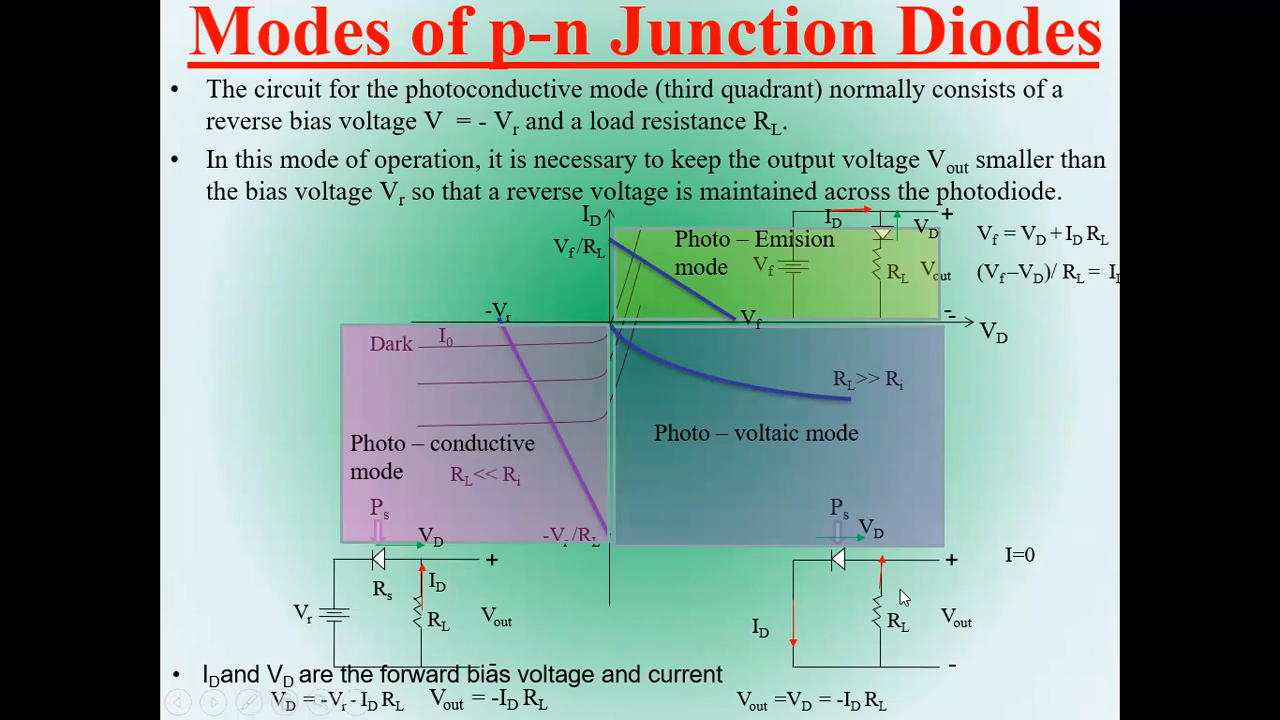 Modes of p-n Junction Diodes
• The circuit for the photoconductive mode (third quadrant) normally consists of a
reverse bias voltage V = - Vr and a load resistance RL.
• In this mode of operation, it is necessary to keep the output voltage Vout smaller than
the bias voltage Vr so that a reverse voltage is maintained across the photodiode.
ID
ID
+
VD
Vf = VD + ID RL
Vf /RL
Photo – Emision
mode
Vf
RL
Vout
(Vf–VD)/ RL = I
-Vr
Vf
-
VD
Dark
I0
RL>> Ri
Photo – conductive
mode
RL<< Ri
Photo – voltaic mode
Ps
VD
-Vr /RL
Ps
VD
+
+
I=0
Rs
ID
Vr
RL
Vout
ID
RL
Vout
-
-
• IDand VD are the forward bias voltage and current
VD = -Vr - ID RL
Vout = -ID RL
Vout =VD = -ID RL